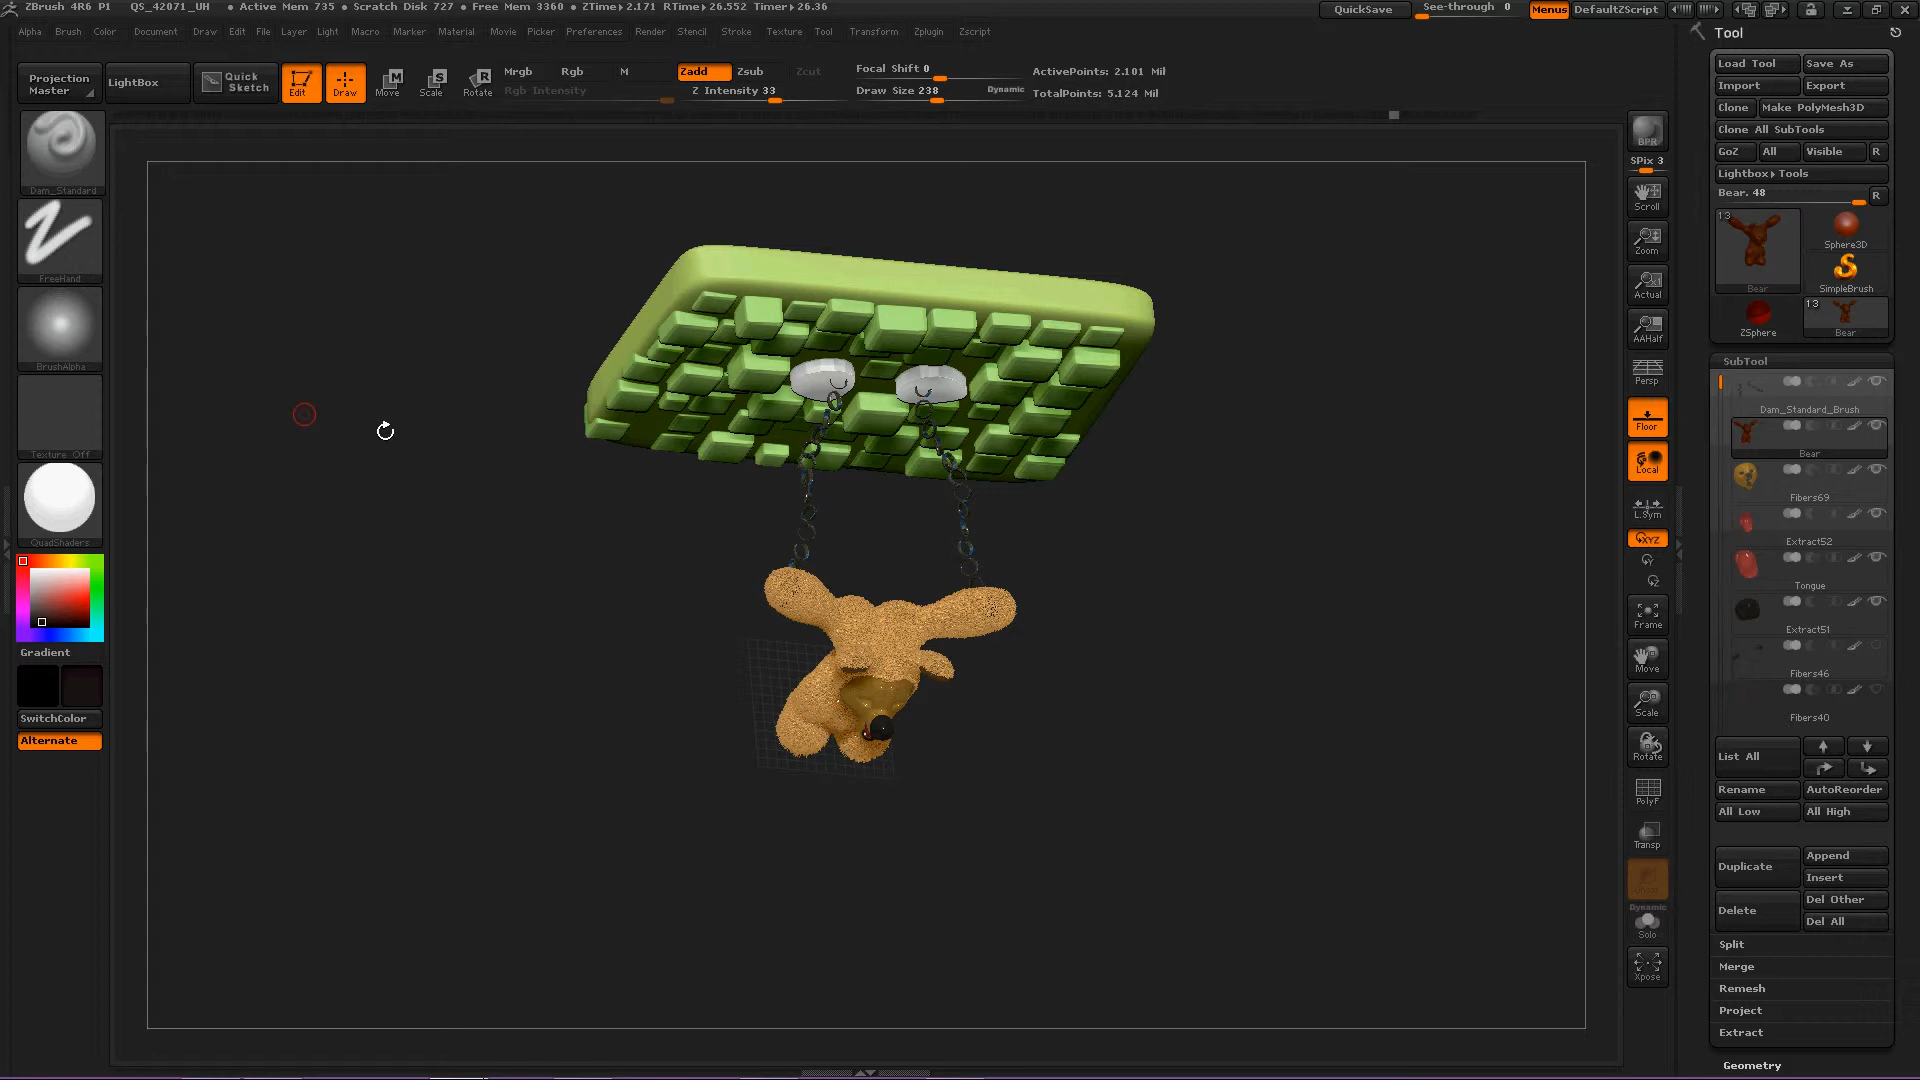 ZBrush 4R6 P1 QS_42071_UH • Active Mem 735 • Scratch Disk 727 • Free Mem 3360 • ZTime▸2.171 RTime▸26.552 Timer▸26.36 QuickSave See-through 0 Menus DefaultZScript
Alpha Brush Color Document Draw Edit File Layer Light Macro Marker Material Movie Picker Preferences Render Stencil Stroke Texture Tool Transform Zplugin Zscript
Projection
Master
LightBox
Quick
Sketch
Edit
Draw
Move
Scale
Rotate
Mrgb Rgb M
Rgb Intensity
Zadd Zsub Zcut
Z Intensity 33
Focal Shift 0
Draw Size 238 Dynamic
ActivePoints: 2.101 Mil
TotalPoints: 5.124 Mil
Dam_Standard
FreeHand
BrushAlpha
Texture Off
QuadShaders
Gradient
SwitchColor
Alternate
BPR
SPix 3
Scroll
Zoom
Actual
AAHalf
Persp
Floor
Local
L.Sym
XYZ
Y
Z
Frame
Move
Scale
Rotate
PolyF
Transp
Dynamic
Solo
Xpose
Tool
Load Tool Save As
Import Export
Clone Make PolyMesh3D
Clone All SubTools
GoZ All Visible R
Lightbox▸Tools
Bear. 48 R
13
Bear
Sphere3D
SimpleBrush
ZSphere
13
Bear
SubTool
Dam_Standard_Brush
Bear
Fibers69
Extract52
Tongue
Extract51
Fibers46
Fibers40
List All
Rename AutoReorder
All Low All High
Duplicate Append
Insert
Delete Del Other
Del All
Split
Merge
Remesh
Project
Extract
Geometry